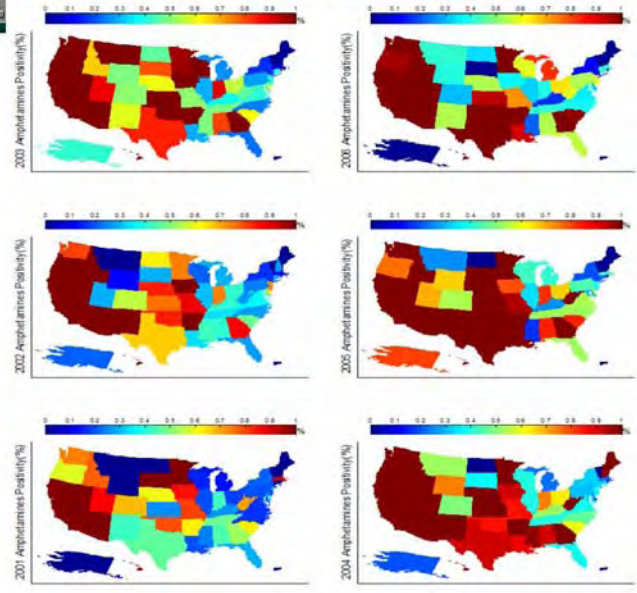 0 0.1 0.2 0.3 0.4 0.5 0.6 0.7 0.8 0.9 1
%
2003 Amphetamines Positivity(%)
0 0.1 0.2 0.3 0.4 0.5 0.6 0.7 0.8 0.9 1
%
2006 Amphetamines Positivity(%)
0 0.1 0.2 0.3 0.4 0.5 0.6 0.7 0.8 0.9 1
%
2002 Amphetamines Positivity(%)
0 0.1 0.2 0.3 0.4 0.5 0.6 0.7 0.8 0.9 1
%
2005 Amphetamines Positivity(%)
0 0.1 0.2 0.3 0.4 0.5 0.6 0.7 0.8 0.9 1
%
2001 Amphetamines Positivity(%)
0 0.1 0.2 0.3 0.4 0.5 0.6 0.7 0.8 0.9 1
%
2004 Amphetamines Positivity(%)